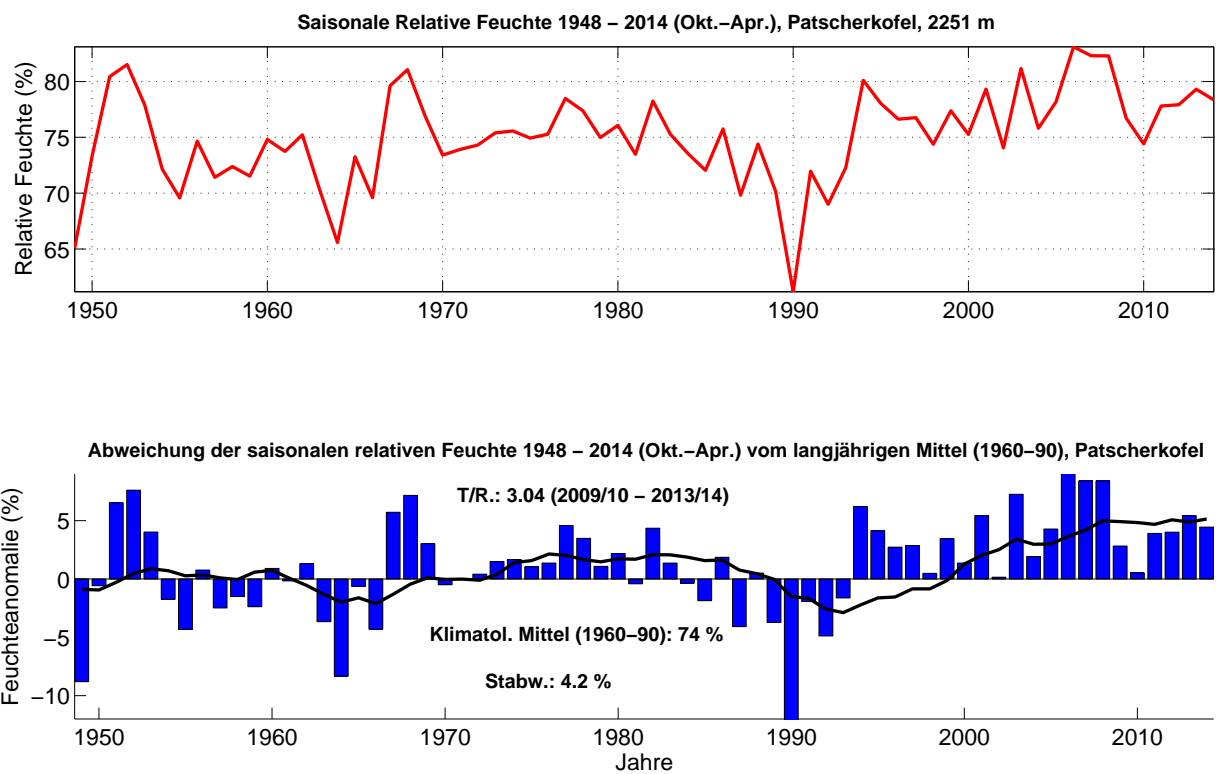 Saisonale Relative Feuchte 1948 − 2014 (Okt.−Apr.), Patscherkofel, 2251 m
Relative Feuchte (%)
80
75
70
65
1950 1960 1970 1980 1990 2000 2010
Abweichung der saisonalen relativen Feuchte 1948 − 2014 (Okt.−Apr.) vom langjährigen Mittel (1960−90), Patscherkofel
Feuchteanomalie (%)
T/R.: 3.04 (2009/10 − 2013/14)
5
0
−5
−10
Klimatol. Mittel (1960−90): 74 %
Stabw.: 4.2 %
1950 1960 1970 1980 1990 2000 2010
Jahre